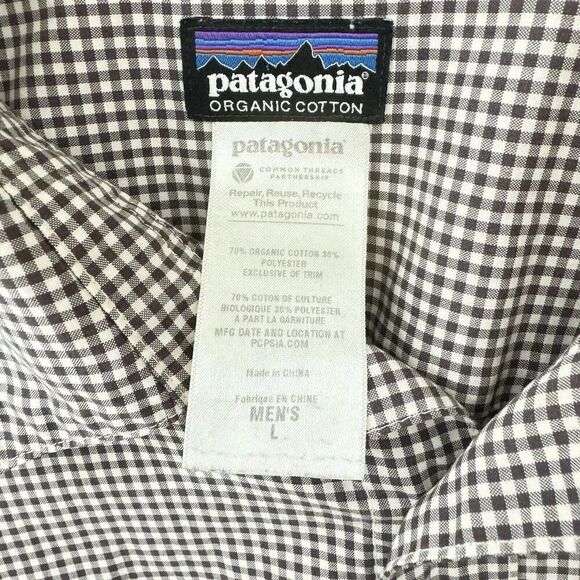 patagonia®
ORGANIC COTTON
patagonia®
COMMON THREADS
PARTNERSHIP
Repair, Reuse, Recycle
This Product
www.patagonia.com
70% ORGANIC COTTON 30%
POLYESTER
EXCLUSIVE OF TRIM
70% COTON DE CULTURE
BIOLOGIQUE 30% POLYESTER
A PART LA GARNITURE
MFG DATE AND LOCATION AT
PCPSIA.COM
Made in CHINA
Fabriqué EN CHINE
MEN'S
L